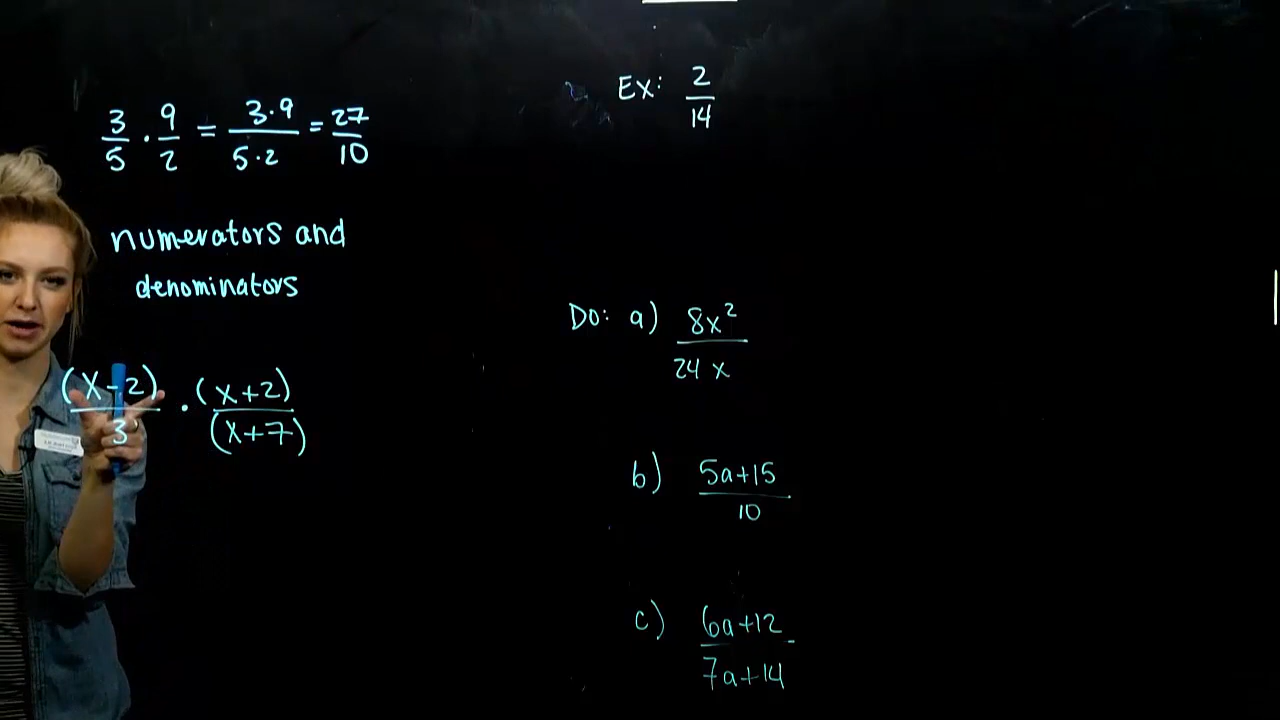 3/5 · 9/2 = 3·9/5·2 = 27/10
numerators and
denominators
(x-2)/3 · (x+2)/(x+7)
Ex: 2/14
Do: a) 8x²/24x
b) 5a+15/10
c) 6a+12/7a+14